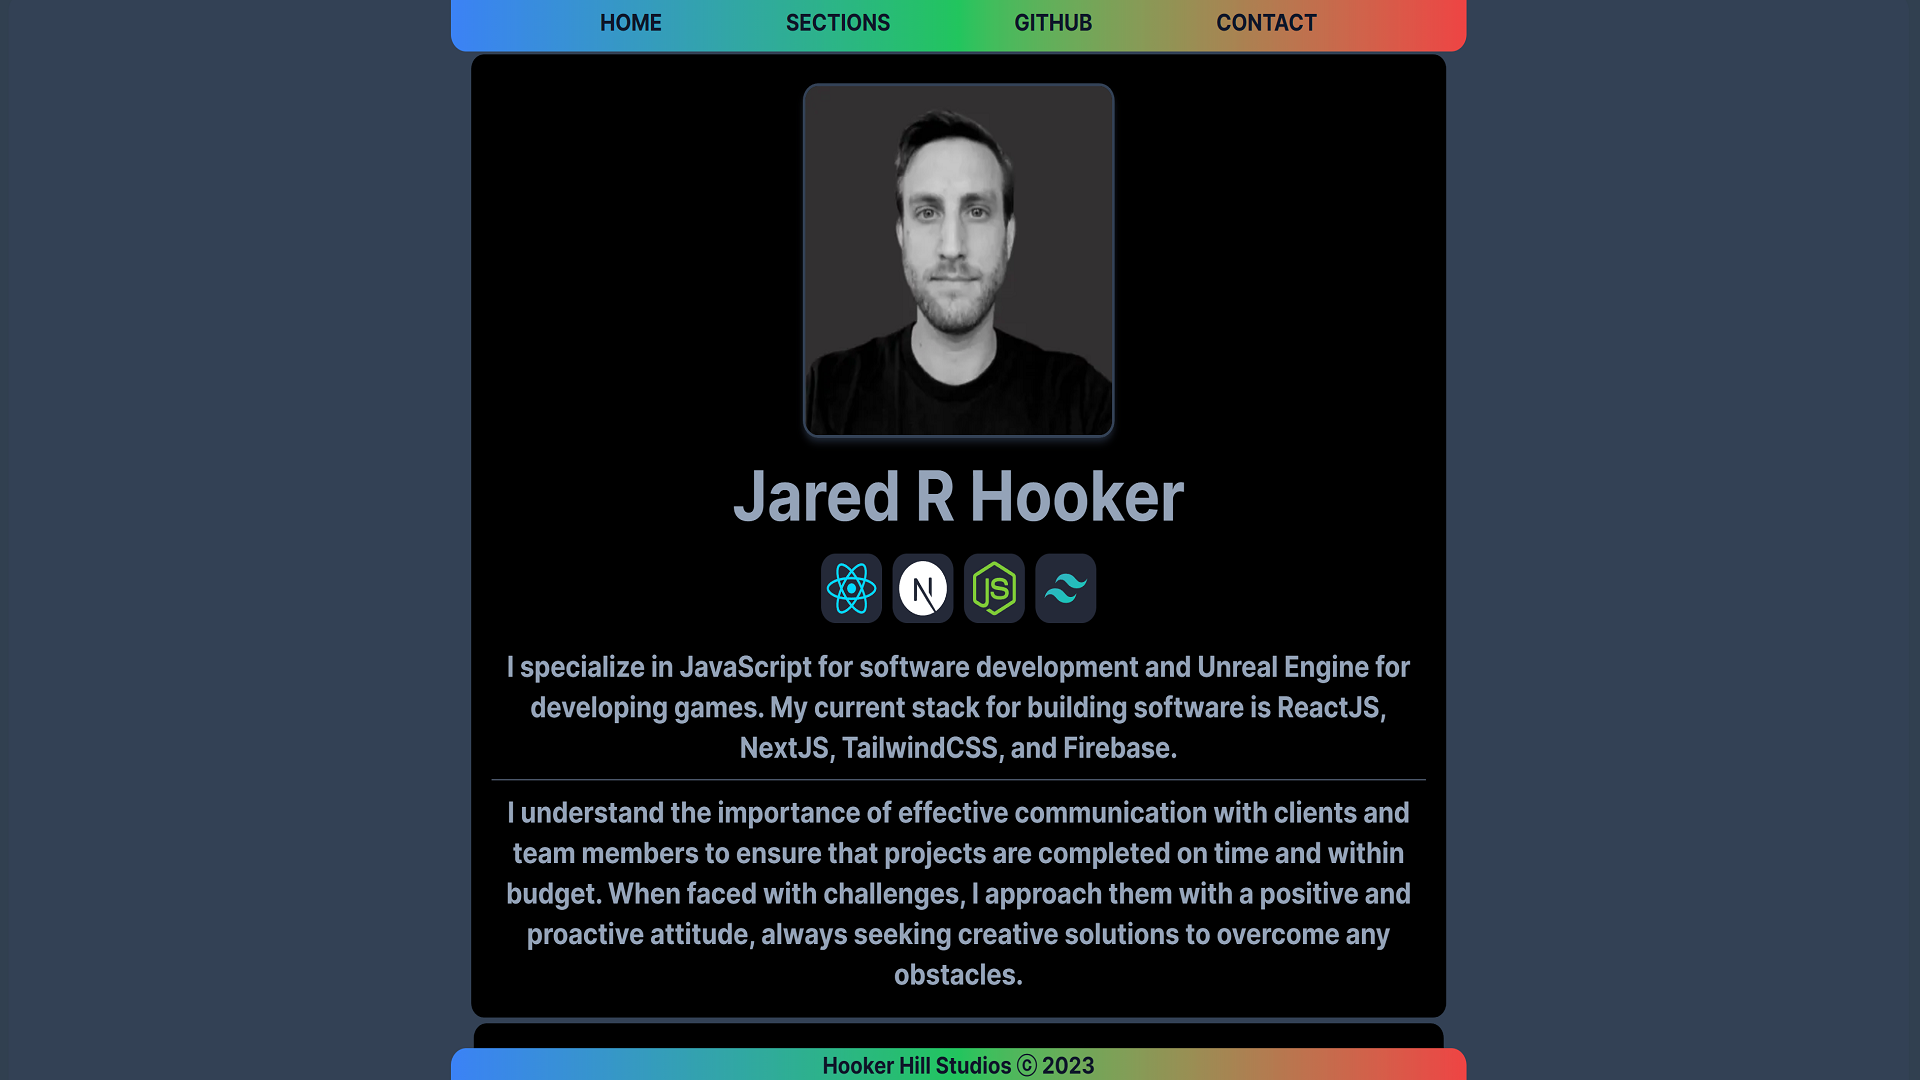 HOME SECTIONS GITHUB CONTACT
Jared R Hooker
N JS
I specialize in JavaScript for software development and Unreal Engine for
developing games. My current stack for building software is ReactJS,
NextJS, TailwindCSS, and Firebase.
I understand the importance of effective communication with clients and
team members to ensure that projects are completed on time and within
budget. When faced with challenges, I approach them with a positive and
proactive attitude, always seeking creative solutions to overcome any
obstacles.
Hooker Hill Studios © 2023